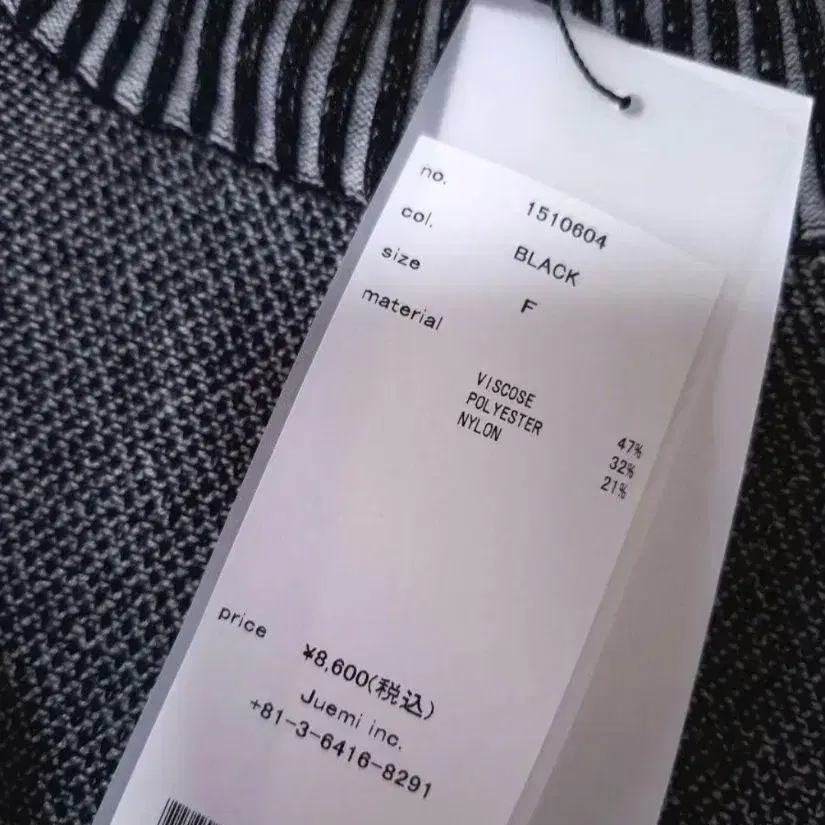 no. 1510604
col. BLACK
size F
material
VISCOSE 47%
POLYESTER 32%
NYLON 21%
price ¥8,600(税込)
Juemi inc.
+81-3-6416-8291